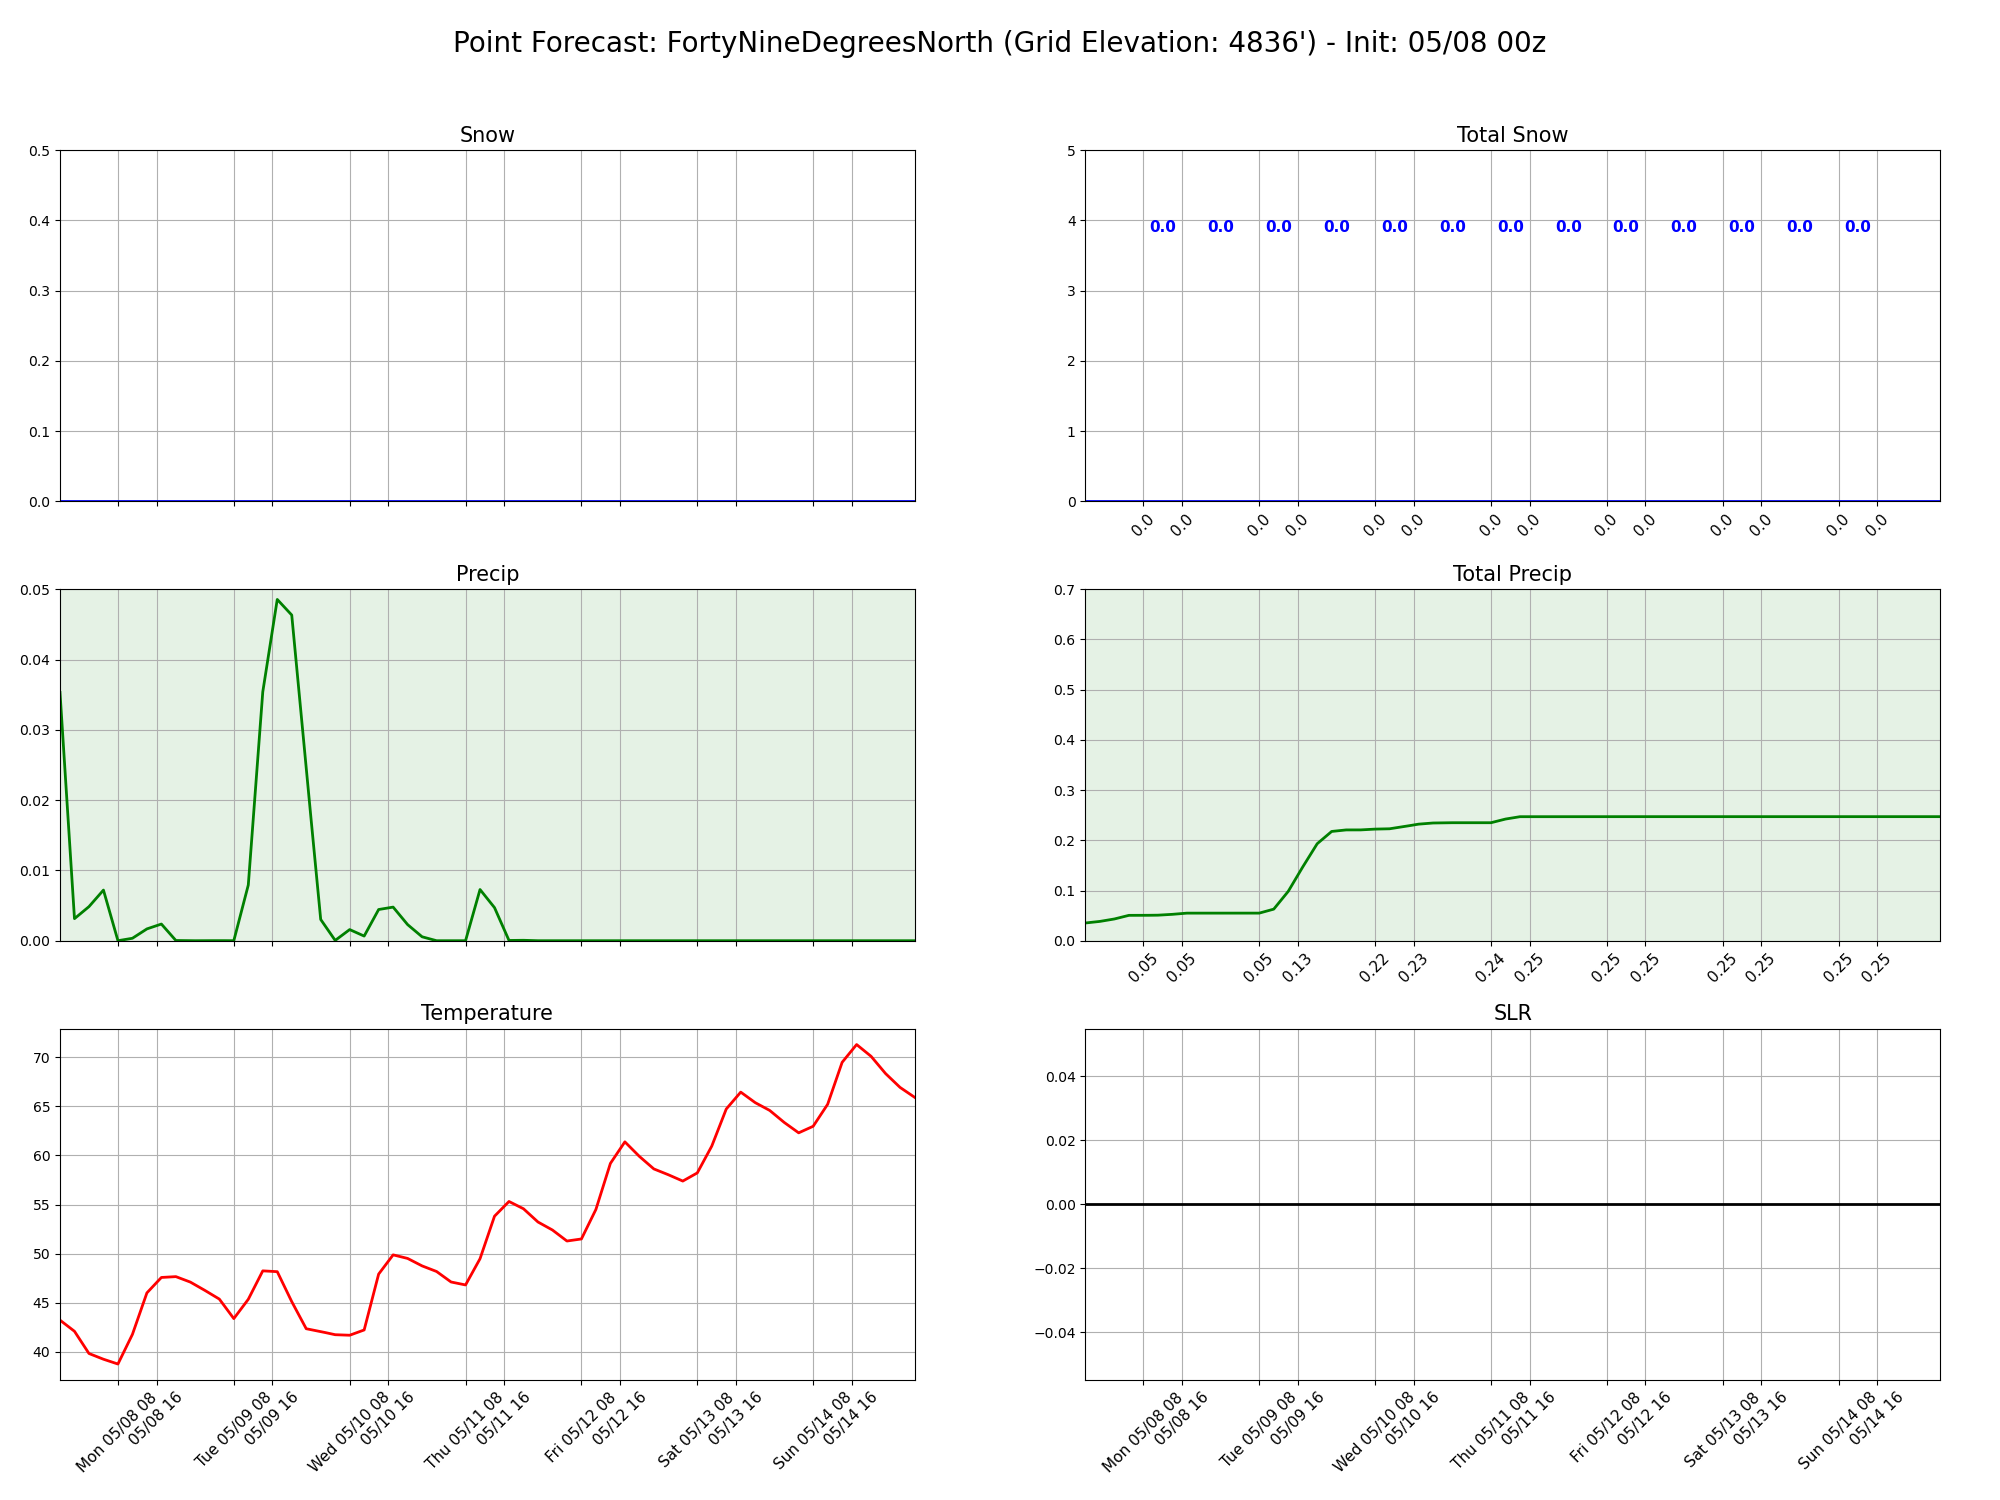 Point Forecast: FortyNineDegreesNorth (Grid Elevation: 4836') - Init: 05/08 00z
Snow
0.5
0.4
0.3
0.2
0.1
0.0
Total Snow
5
4
3
2
1
0
0.0 0.0 0.0 0.0 0.0 0.0 0.0 0.0 0.0 0.0 0.0 0.0 0.0
0.0 0.0 0.0 0.0 0.0 0.0 0.0 0.0 0.0 0.0 0.0 0.0 0.0 0.0
Precip
0.05
0.04
0.03
0.02
0.01
0.00
Total Precip
0.7
0.6
0.5
0.4
0.3
0.2
0.1
0.0
0.05 0.05 0.05 0.13 0.22 0.23 0.24 0.25 0.25 0.25 0.25 0.25 0.25 0.25
Temperature
70
65
60
55
50
45
40
Mon 05/08 08
05/08 16
Tue 05/09 08
05/09 16
Wed 05/10 08
05/10 16
Thu 05/11 08
05/11 16
Fri 05/12 08
05/12 16
Sat 05/13 08
05/13 16
Sun 05/14 08
05/14 16
SLR
0.04
0.02
0.00
−0.02
−0.04
Mon 05/08 08
05/08 16
Tue 05/09 08
05/09 16
Wed 05/10 08
05/10 16
Thu 05/11 08
05/11 16
Fri 05/12 08
05/12 16
Sat 05/13 08
05/13 16
Sun 05/14 08
05/14 16